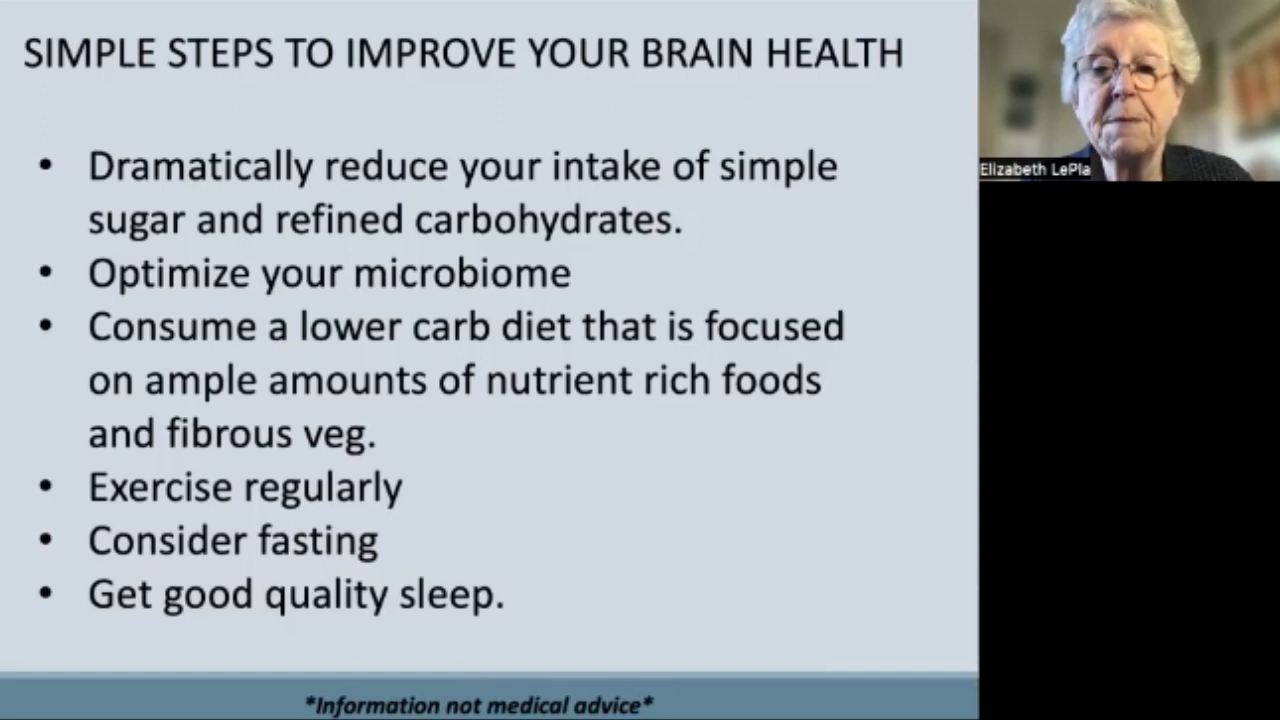 SIMPLE STEPS TO IMPROVE YOUR BRAIN HEALTH
• Dramatically reduce your intake of simple
sugar and refined carbohydrates.
• Optimize your microbiome
• Consume a lower carb diet that is focused
on ample amounts of nutrient rich foods
and fibrous veg.
• Exercise regularly
• Consider fasting
• Get good quality sleep.
*Information not medical advice*
Elizabeth LePla